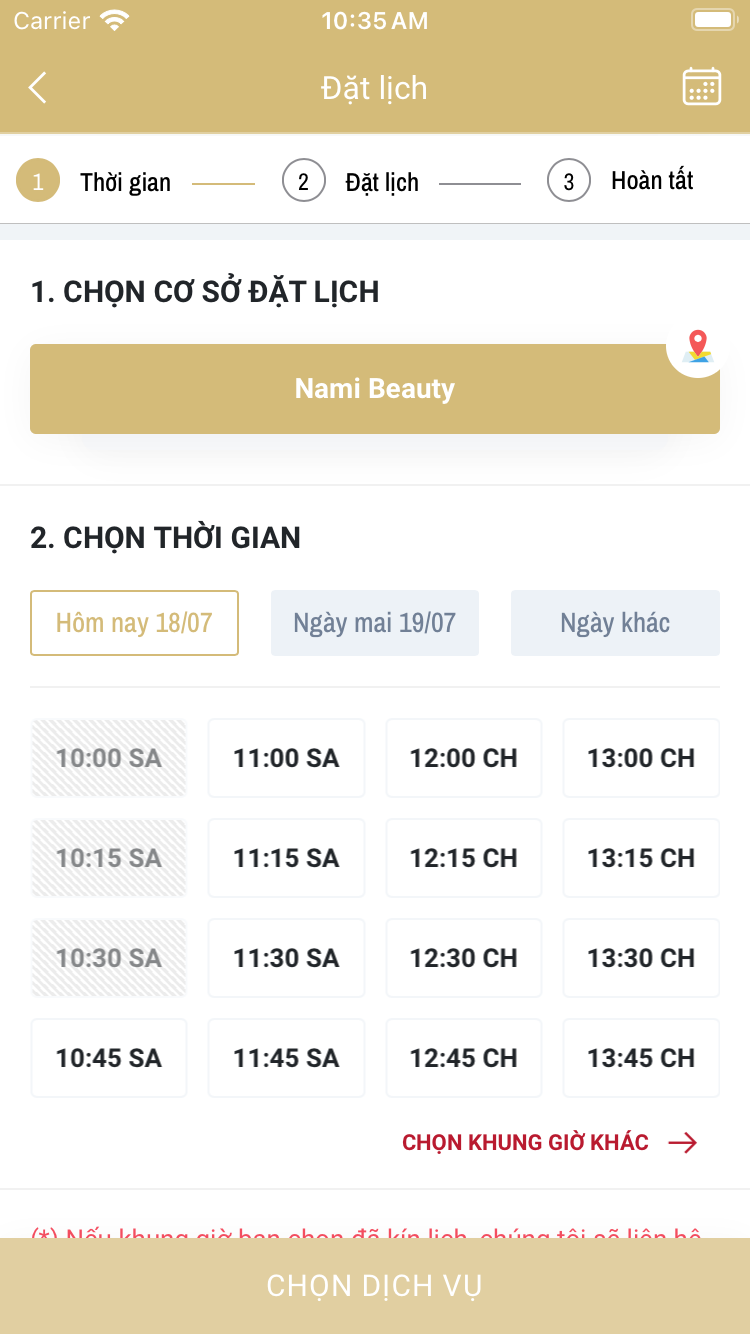 Carrier 10:35 AM
Đặt lịch
1 Thời gian 2 Đặt lịch 3 Hoàn tất
1. CHỌN CƠ SỞ ĐẶT LỊCH
Nami Beauty
2. CHỌN THỜI GIAN
Hôm nay 18/07 Ngày mai 19/07 Ngày khác
10:00 SA 11:00 SA 12:00 CH 13:00 CH
10:15 SA 11:15 SA 12:15 CH 13:15 CH
10:30 SA 11:30 SA 12:30 CH 13:30 CH
10:45 SA 11:45 SA 12:45 CH 13:45 CH
CHỌN KHUNG GIỜ KHÁC
(*) Nếu khung giờ bạn chọn đã kín lịch, chúng tôi sẽ liên hệ
CHỌN DỊCH VỤ